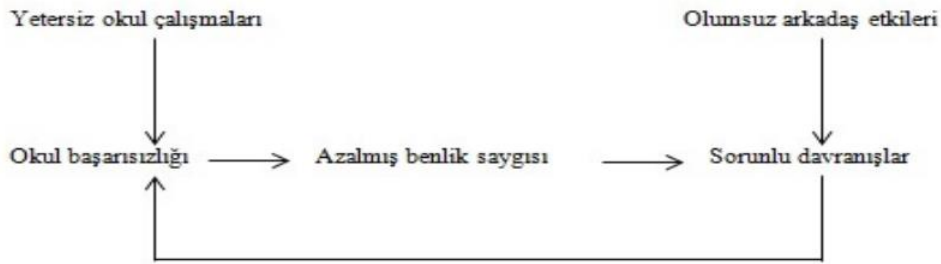 Yetersiz okul çalışmaları
Olumsuz arkadaş etkileri
Okul başarısızlığı
Azalmış benlik saygısı
Sorunlu davranışlar